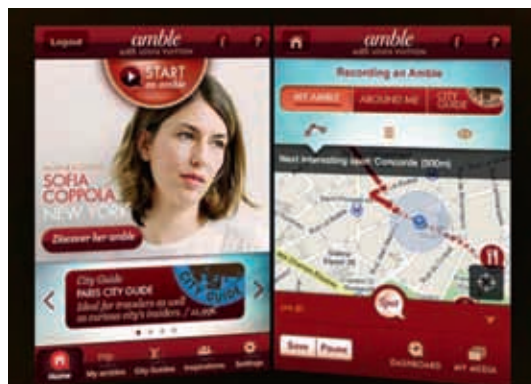 Logout
amble
WITH LOUIS VUITTON
?
START
an amble
SOFIA
COPPOLA
NEW YORK
Discover her amble
City Guide
PARIS CITY GUIDE
Ideal for travelers as well
as curious city's insiders.
CITY GUIDE
Home
My ambles
City Guides
Inspirations
Settings
amble
WITH LOUIS VUITTON
?
Recording an Amble
MY AMBLE
AROUND ME
CITY
GUIDE
Next interesting spot: Concorde (500m)
Spot
Save
Pause
DASHBOARD
MY MEDIA